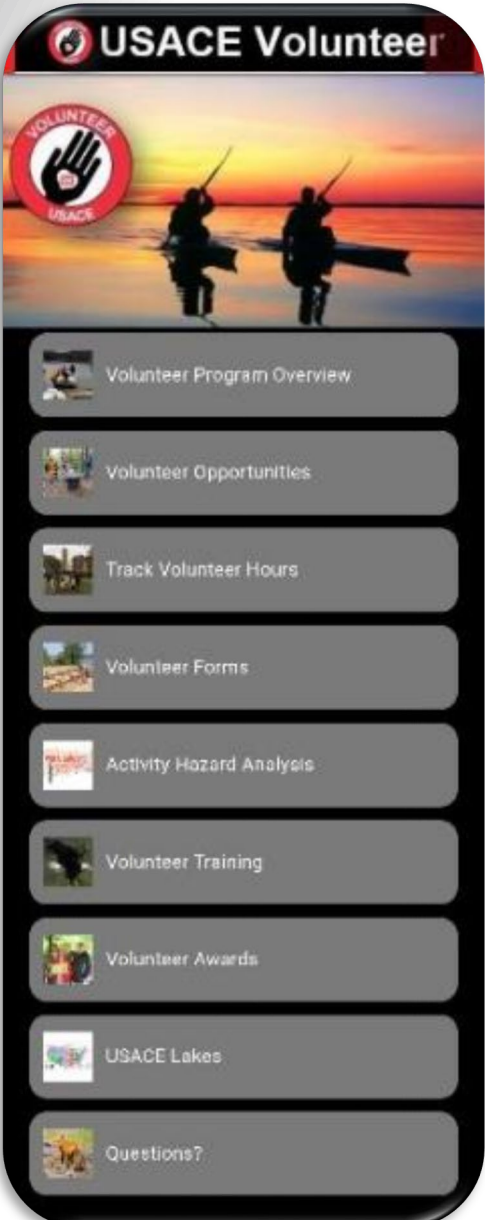 USACE Volunteer
VOLUNTEER
USACE
Volunteer Program Overview
Volunteer Opportunities
Track Volunteer Hours
Volunteer Forms
Activity Hazard Analysis
Volunteer Training
Volunteer Awards
USACE Lakes
Questions?